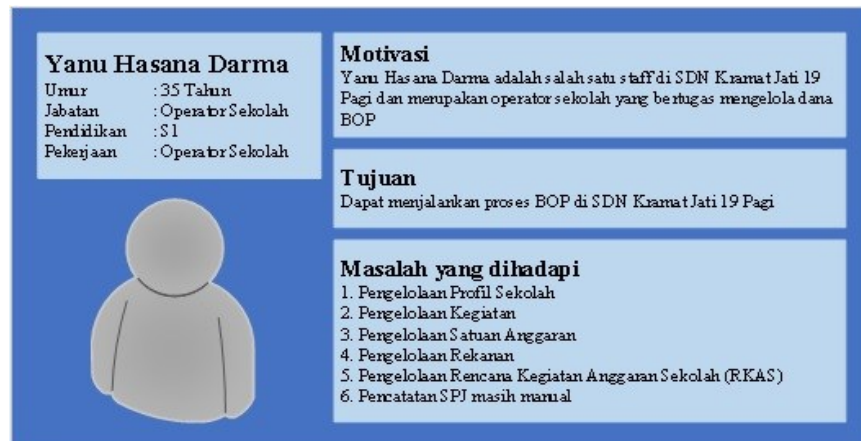 Yanu Hasana Darma
Umur : 35 Tahun
Jabatan : Operator Sekolah
Pendidikan : S1
Pekerjaan : Operator Sekolah
Motivasi
Yanu Hasana Darma adalah salah satu staff di SDN Kramat Jati 19
Pagi dan merupakan operator sekolah yang bertugas mengelola dana
BOP
Tujuan
Dapat menjalankan proses BOP di SDN Kramat Jati 19 Pagi
Masalah yang dihadapi
1. Pengelolaan Profil Sekolah
2. Pengelolaan Kegiatan
3. Pengelolaan Satuan Anggaran
4. Pengelolaan Rekanan
5. Pengelolaan Rencana Kegiatan Anggaran Sekolah (RKAS)
6. Pencatatan SPJ masih manual